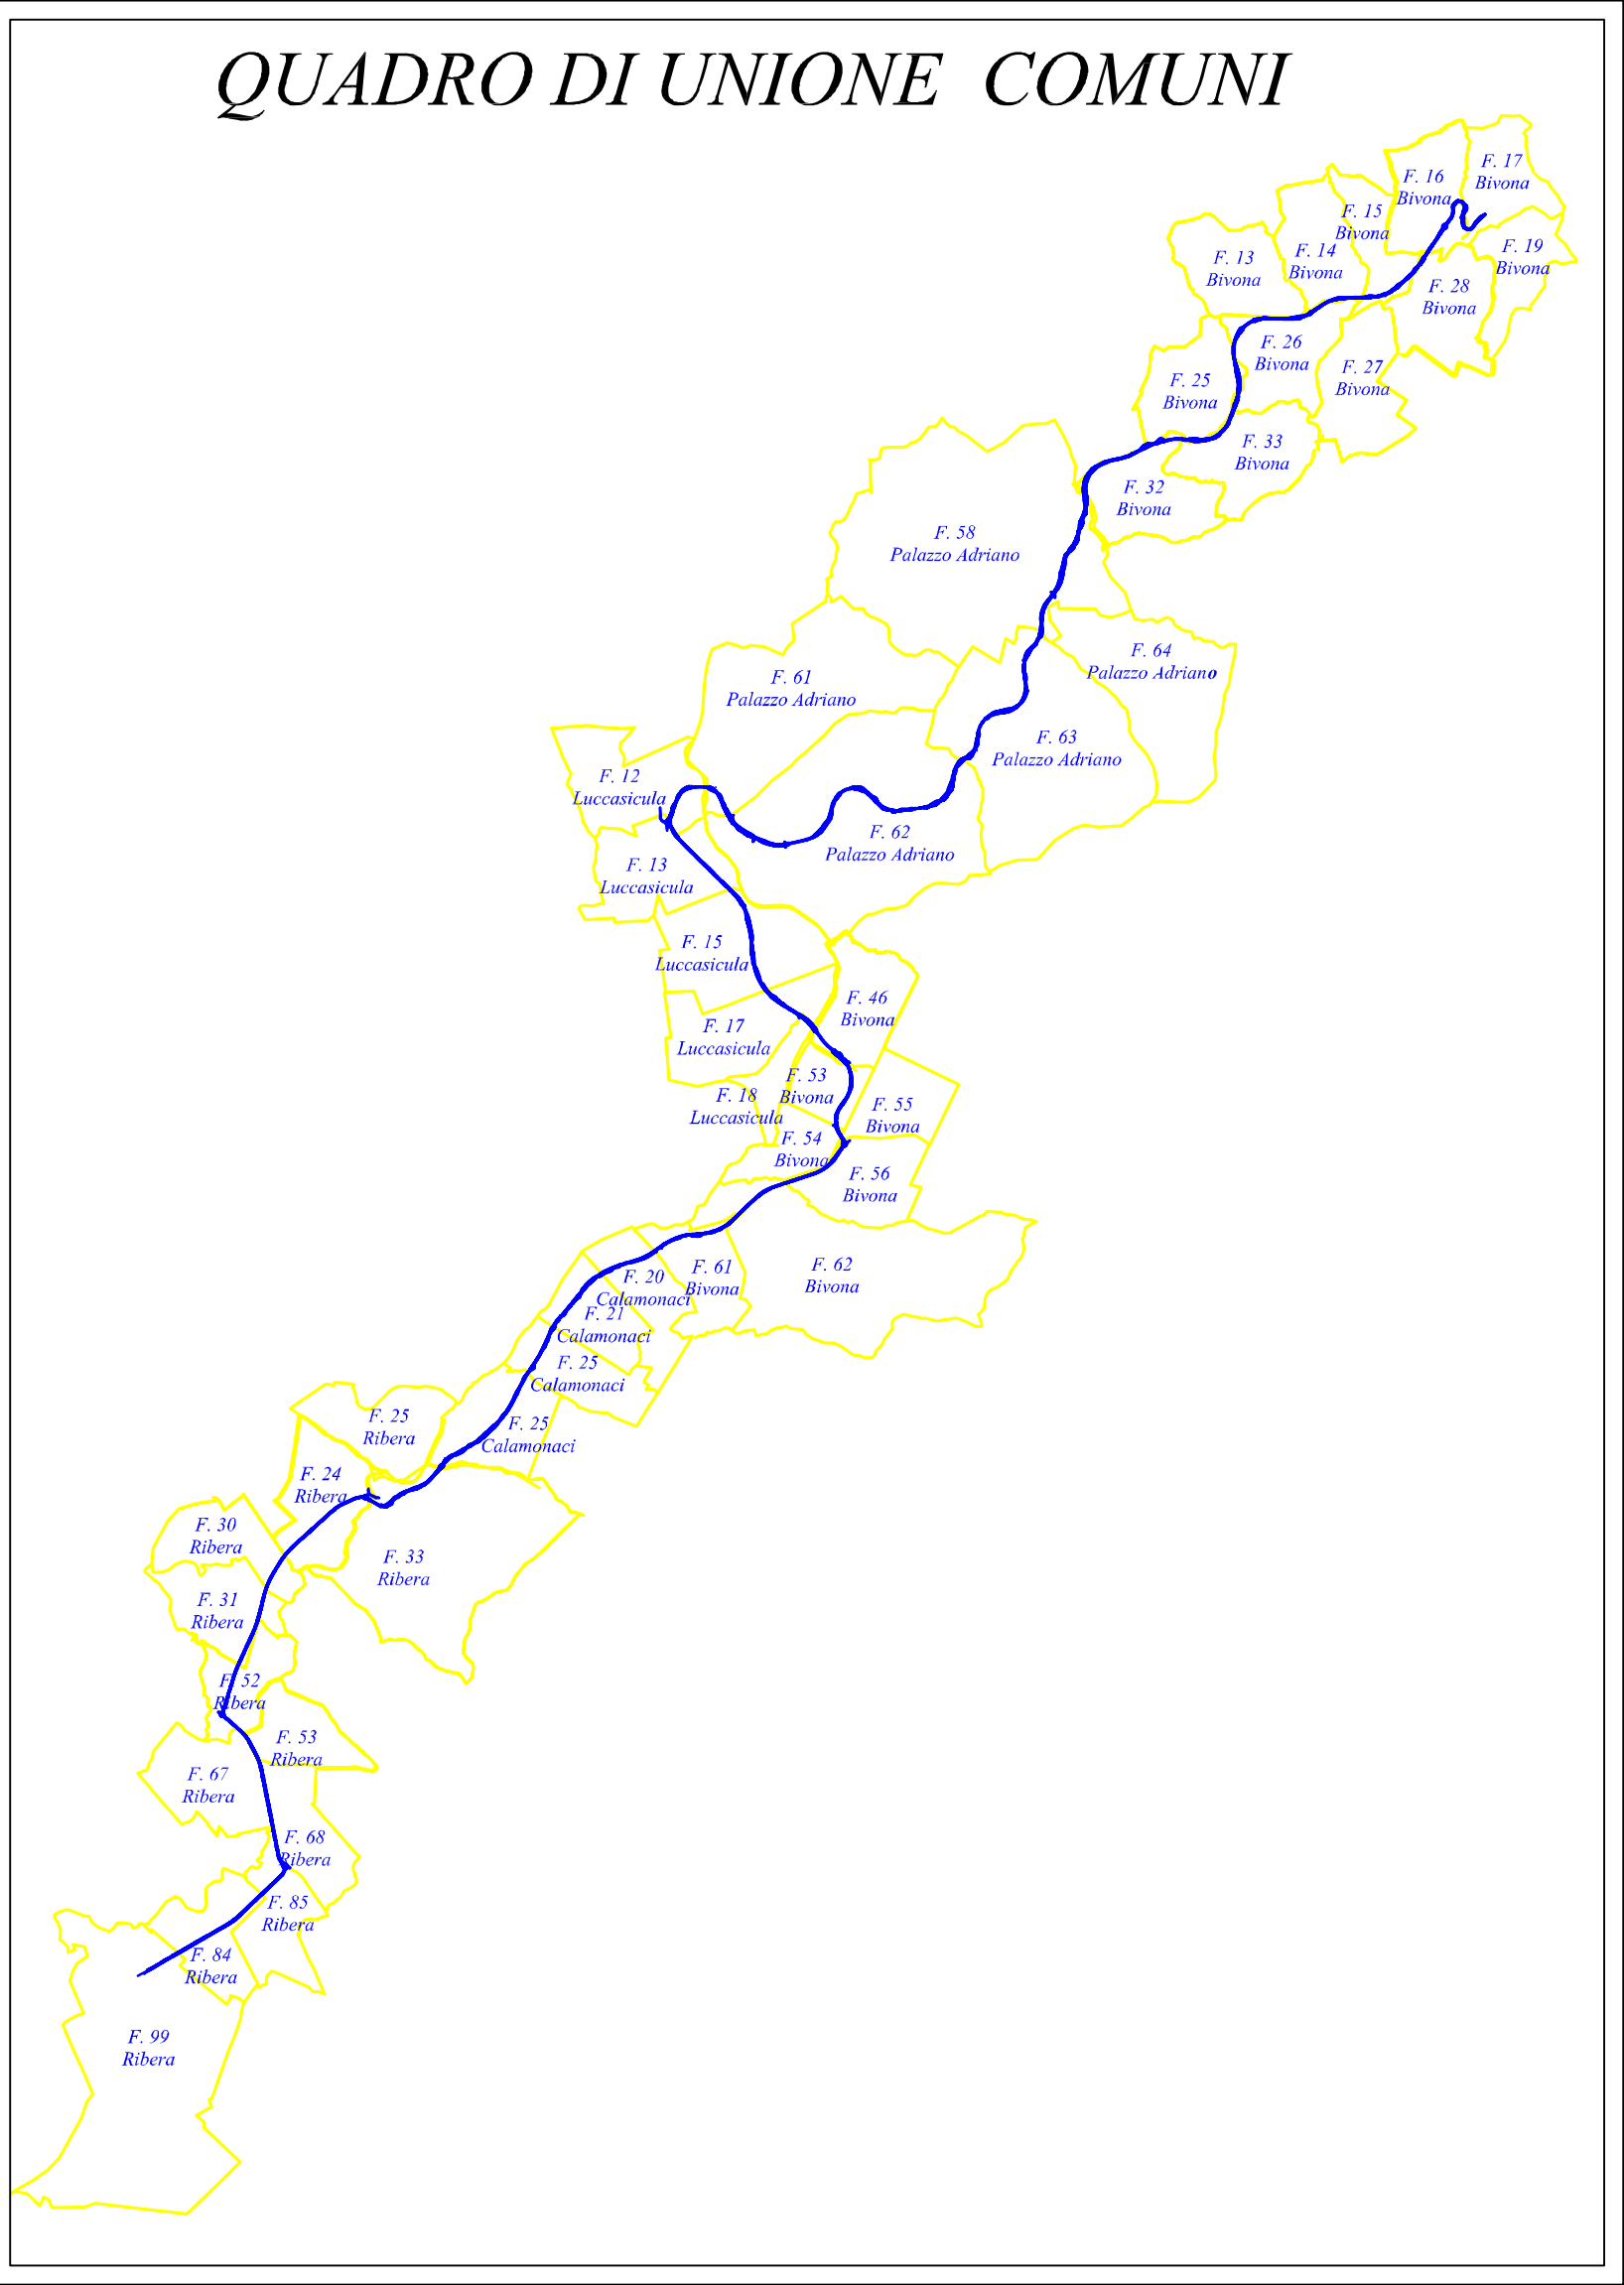 QUADRO DI UNIONE COMUNI
F. 17
Bivona
F. 16
Bivona
F. 15
Bivona
F. 14
Bivona
F. 13
Bivona
F. 19
Bivona
F. 28
Bivona
F. 26
Bivona
F. 27
Bivona
F. 25
Bivona
F. 33
Bivona
F. 32
Bivona
F. 58
Palazzo Adriano
F. 64
Palazzo Adriano
F. 61
Palazzo Adriano
F. 63
Palazzo Adriano
F. 12
Luccasicula
F. 62
Palazzo Adriano
F. 13
Luccasicula
F. 15
Luccasicula
F. 46
Bivona
F. 17
Luccasicula
F. 53
Bivona
F. 18
Luccasicula
F. 55
Bivona
F. 54
Bivona
F. 56
Bivona
F. 62
Bivona
F. 61
Bivona
F. 20
Calamonaci
F. 21
Calamonaci
F. 25
Calamonaci
F. 25
Calamonaci
F. 25
Ribera
F. 24
Ribera
F. 30
Ribera
F. 33
Ribera
F. 31
Ribera
F. 52
Ribera
F. 53
Ribera
F. 67
Ribera
F. 68
Ribera
F. 85
Ribera
F. 84
Ribera
F. 99
Ribera